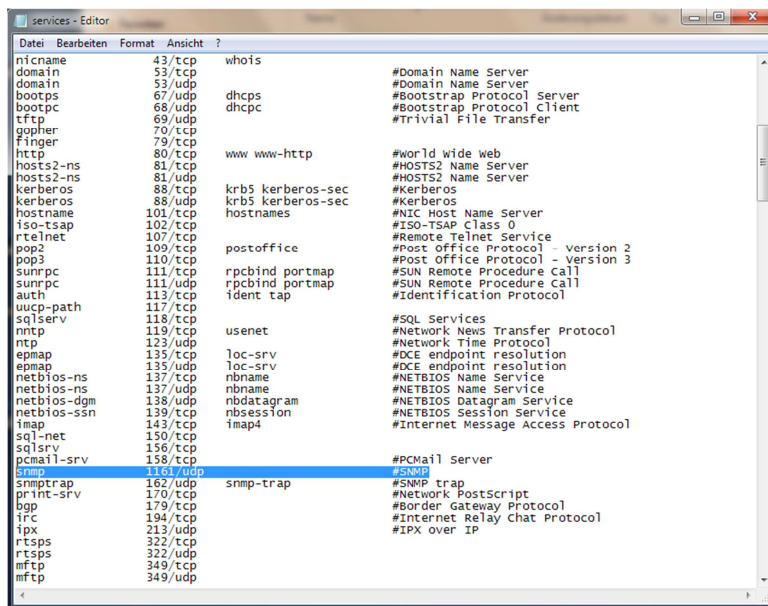 services - Editor
Datei Bearbeiten Format Ansicht ?
nicname 43/tcp whois
domain 53/tcp #Domain Name Server
domain 53/udp #Domain Name Server
bootps 67/udp dhcps #Bootstrap Protocol Server
bootpc 68/udp dhcpc #Bootstrap Protocol Client
tftp 69/udp #Trivial File Transfer
gopher 70/tcp
finger 79/tcp
http 80/tcp www www-http #World Wide Web
hosts2-ns 81/tcp #HOSTS2 Name Server
hosts2-ns 81/udp #HOSTS2 Name Server
kerberos 88/tcp krb5 kerberos-sec #Kerberos
kerberos 88/udp krb5 kerberos-sec #Kerberos
hostname 101/tcp hostnames #NIC Host Name Server
iso-tsap 102/tcp #ISO-TSAP Class 0
rtelnet 107/tcp #Remote Telnet Service
pop2 109/tcp postoffice #Post Office Protocol - Version 2
pop3 110/tcp #Post Office Protocol - Version 3
sunrpc 111/tcp rpcbind portmap #SUN Remote Procedure Call
sunrpc 111/udp rpcbind portmap #SUN Remote Procedure Call
auth 113/tcp ident tap #Identification Protocol
uucp-path 117/tcp
sqlserv 118/tcp #SQL Services
nntp 119/tcp usenet #Network News Transfer Protocol
ntp 123/udp #Network Time Protocol
epmap 135/tcp loc-srv #DCE endpoint resolution
epmap 135/udp loc-srv #DCE endpoint resolution
netbios-ns 137/tcp nbname #NETBIOS Name Service
netbios-ns 137/udp nbname #NETBIOS Name Service
netbios-dgm 138/udp nbdatagram #NETBIOS Datagram Service
netbios-ssn 139/tcp nbsession #NETBIOS Session Service
imap 143/tcp imap4 #Internet Message Access Protocol
sql-net 150/tcp
sqlsrv 156/tcp
pcmail-srv 158/tcp #PCMail Server
snmp 1161/udp #SNMP
snmptrap 162/udp snmp-trap #SNMP trap
print-srv 170/tcp #Network PostScript
bgp 179/tcp #Border Gateway Protocol
irc 194/tcp #Internet Relay Chat Protocol
ipx 213/udp #IPX over IP
rtsps 322/tcp
rtsps 322/udp
mftp 349/tcp
mftp 349/udp